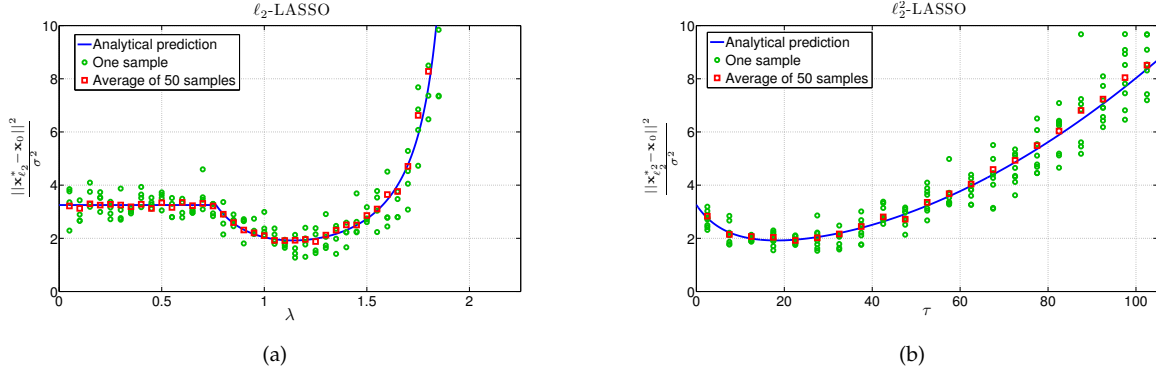 ℓ₂-LASSO
||x*_ℓ₂ − x₀||²
σ²
10
8
6
4
2
0
Analytical prediction
One sample
Average of 50 samples
0 0.5 1 1.5 2
λ
(a)
ℓ₂²-LASSO
||x*_ℓ₂² − x₀||²
σ²
10
8
6
4
2
0
Analytical prediction
One sample
Average of 50 samples
0 20 40 60 80 100
τ
(b)